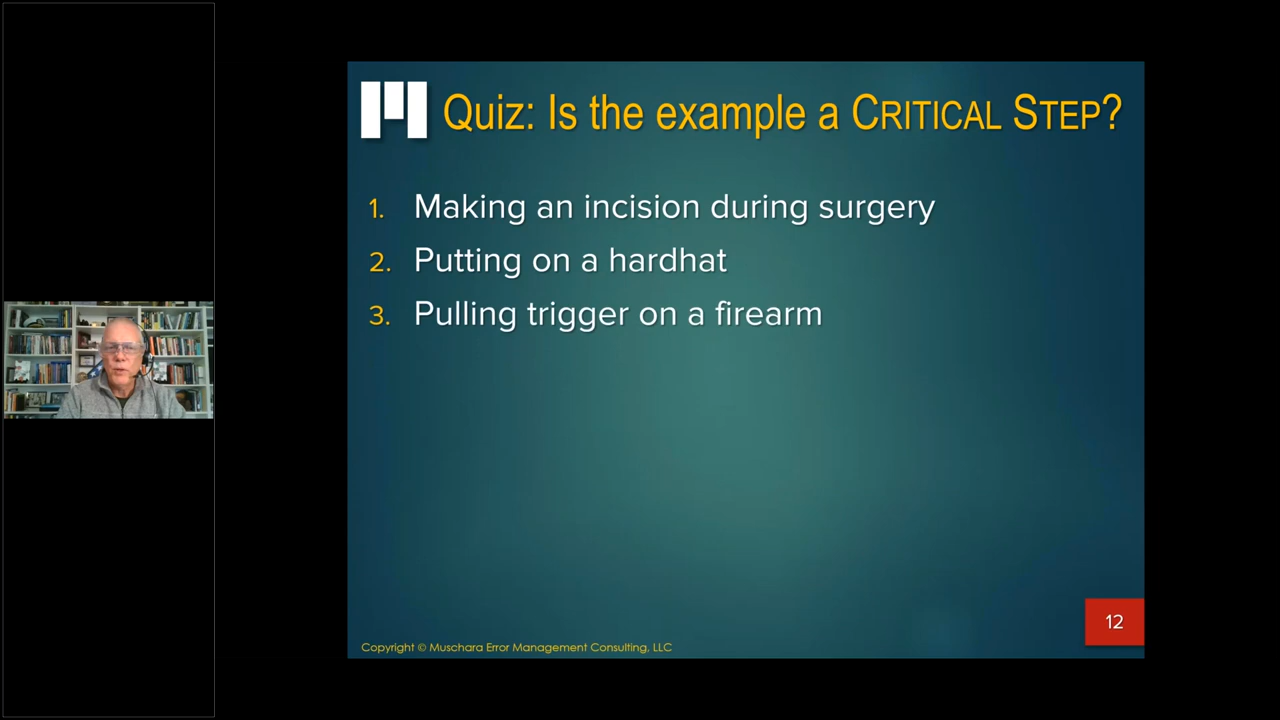 Quiz: Is the example a CRITICAL STEP?
1. Making an incision during surgery
2. Putting on a hardhat
3. Pulling trigger on a firearm
12
Copyright © Muschara Error Management Consulting, LLC